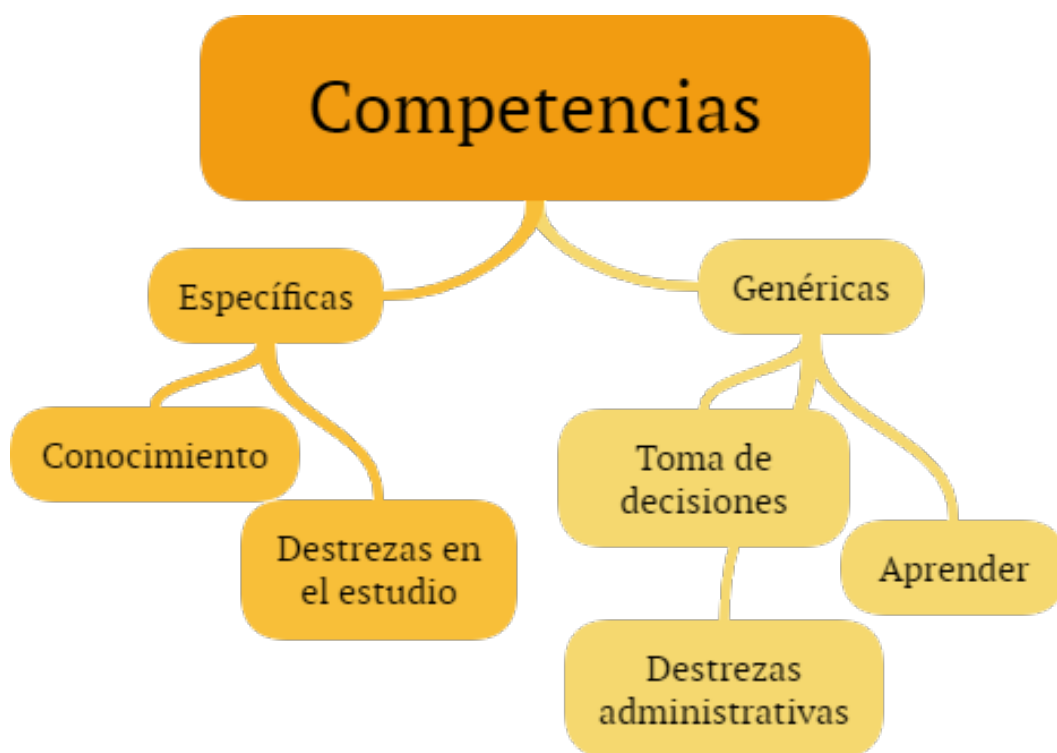 Competencias
Específicas
Genéricas
Conocimiento
Destrezas en
el estudio
Toma de
decisiones
Aprender
Destrezas
administrativas